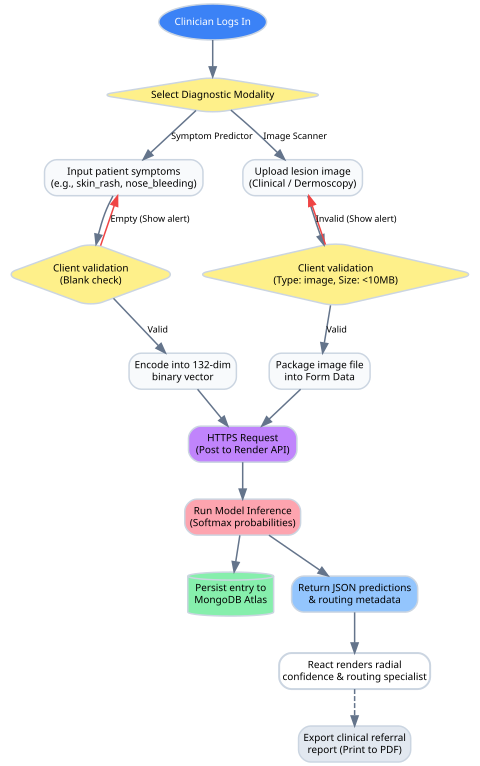 Clinician Logs In
Select Diagnostic Modality
Symptom Predictor
Image Scanner
Input patient symptoms
(e.g., skin_rash, nose_bleeding)
Upload lesion image
(Clinical / Dermoscopy)
Empty (Show alert)
Invalid (Show alert)
Client validation
(Blank check)
Client validation
(Type: image, Size: <10MB)
Valid
Valid
Encode into 132-dim
binary vector
Package image file
into Form Data
HTTPS Request
(Post to Render API)
Run Model Inference
(Softmax probabilities)
Persist entry to
MongoDB Atlas
Return JSON predictions
& routing metadata
React renders radial
confidence & routing specialist
Export clinical referral
report (Print to PDF)